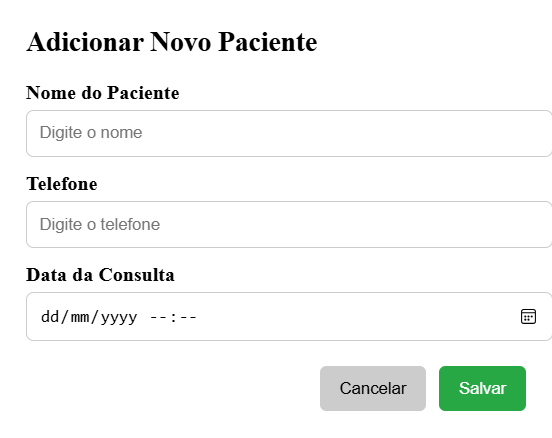 Adicionar Novo Paciente
Nome do Paciente
Digite o nome
Telefone
Digite o telefone
Data da Consulta
dd/mm/yyyy --:--
Cancelar Salvar